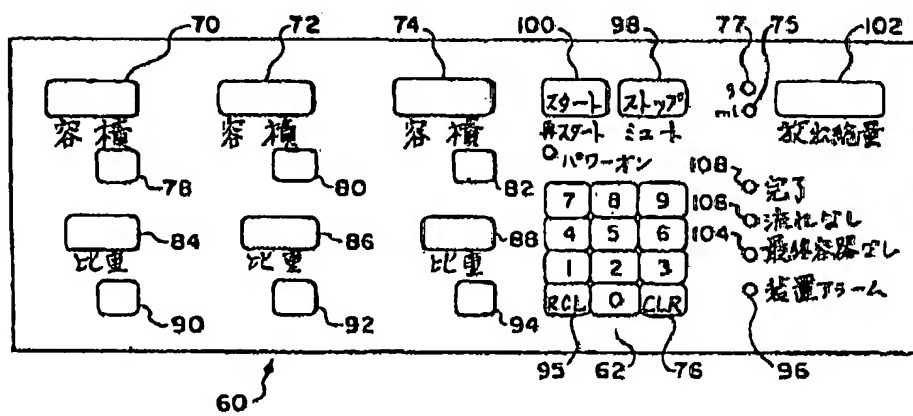 70 72 74 100 98 77 75 102
スタート ストップ g
ml
容積 容積 容積 再スタート ミュート 放出総量
パワーオン
78 80 82 108 完了
7 8 9 106 流れなし
84 86 88 4 5 6 104 最終容器なし
比重 比重 比重 1 2 3
RCL 0 CLR 装置アラーム
90 92 94
95 62 76 96
60